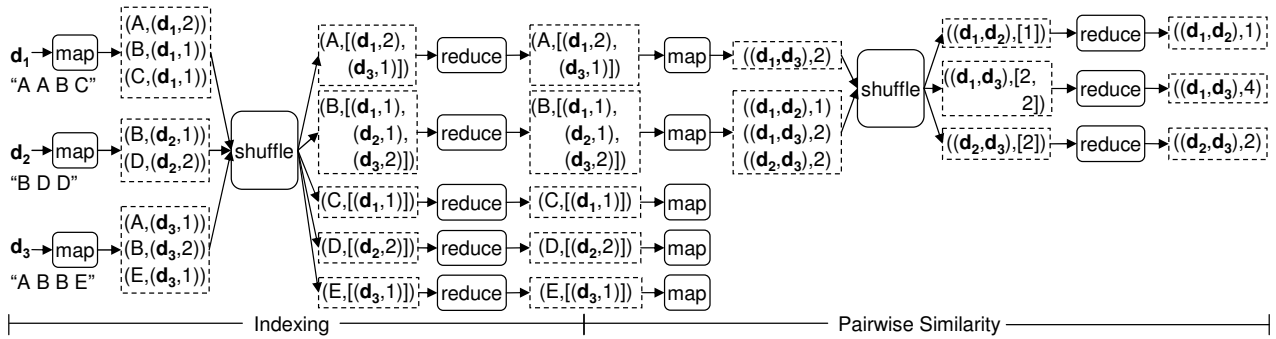 d1 map
"A A B C"
(A,(d1,2))
(B,(d1,1))
(C,(d1,1))
d2 map
"B D D"
(B,(d2,1))
(D,(d2,2))
d3 map
"A B B E"
(A,(d3,1))
(B,(d3,2))
(E,(d3,1))
shuffle
(A,[(d1,2),
(d3,1)])
reduce
(A,[(d1,2),
(d3,1)])
map
((d1,d3),2)
(B,[(d1,1),
(d2,1),
(d3,2)])
reduce
(B,[(d1,1),
(d2,1),
(d3,2)])
map
((d1,d2),1)
((d1,d3),2)
((d2,d3),2)
(C,[(d1,1)])
reduce
(C,[(d1,1)])
map
(D,[(d2,2)])
reduce
(D,[(d2,2)])
map
(E,[(d3,1)])
reduce
(E,[(d3,1)])
map
shuffle
((d1,d2),[1])
reduce
((d1,d2),1)
((d1,d3),[2,
2])
reduce
((d1,d3),4)
((d2,d3),[2])
reduce
((d2,d3),2)
Indexing
Pairwise Similarity